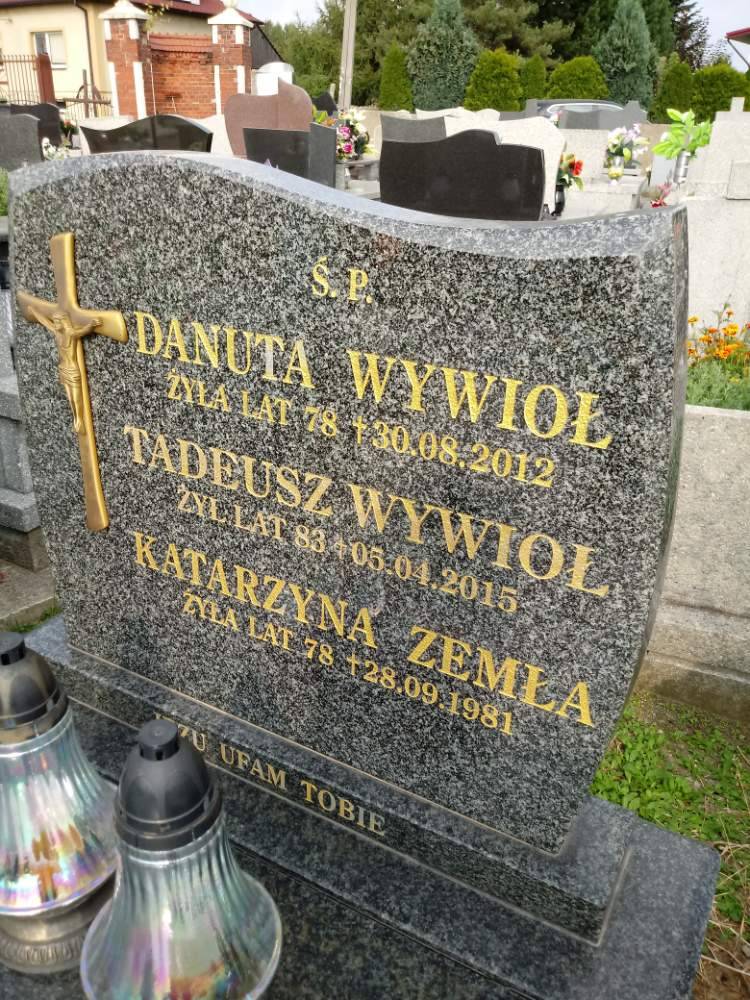 Ś. P.
DANUTA WYWIOŁ
ŻYŁA LAT 78 †30.08.2012
TADEUSZ WYWIOŁ
ŻYŁ LAT 83 †05.04.2015
KATARZYNA ZEMŁA
ŻYŁA LAT 78 †28.09.1981
UFAM TOBIE